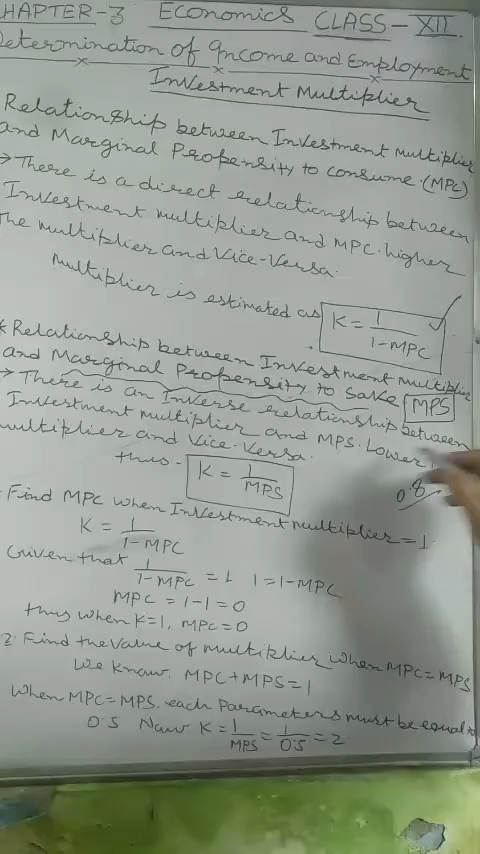 HAPTER-3 Economics CLASS-XII.
Determination of Income and Employment
Investment Multiplier
Relationship between Investment multiplier
and Marginal Propensity to consume.(MPC)
→ There is a direct relationship between
Investment multiplier and MPC. higher
the multiplier and Vice-Versa.
multiplier is estimated as K = 1/1-MPC
* Relationship between Investment Multiplier
and Marginal Propensity to Save MPS
→ There is an Inverse relationship between
Investment multiplier and MPS. Lower
multiplier and Vice-Versa.
thus- K = 1/MPS
0.8
Find MPC when Investment multiplier = 1.
K = 1/1-MPC
Given that 1/1-MPC = 1 1 = 1-MPC
MPC = 1-1 = 0
thus when K=1, MPC=0
2. Find the value of multiplier when MPC = MPS
We know. MPC + MPS = 1
When MPC = MPS. each Parameters must be equal to
0.5 Now K = 1/MPS = 1/0.5 = 2.